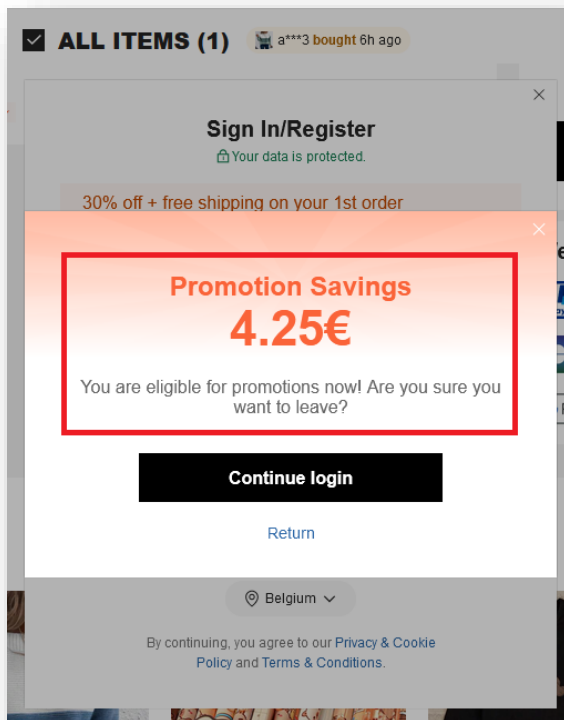 ALL ITEMS (1)
a***3 bought 6h ago
Sign In/Register
Your data is protected.
30% off + free shipping on your 1st order
Promotion Savings
4.25€
You are eligible for promotions now! Are you sure you
want to leave?
Continue login
Return
Belgium
By continuing, you agree to our Privacy & Cookie
Policy and Terms & Conditions.